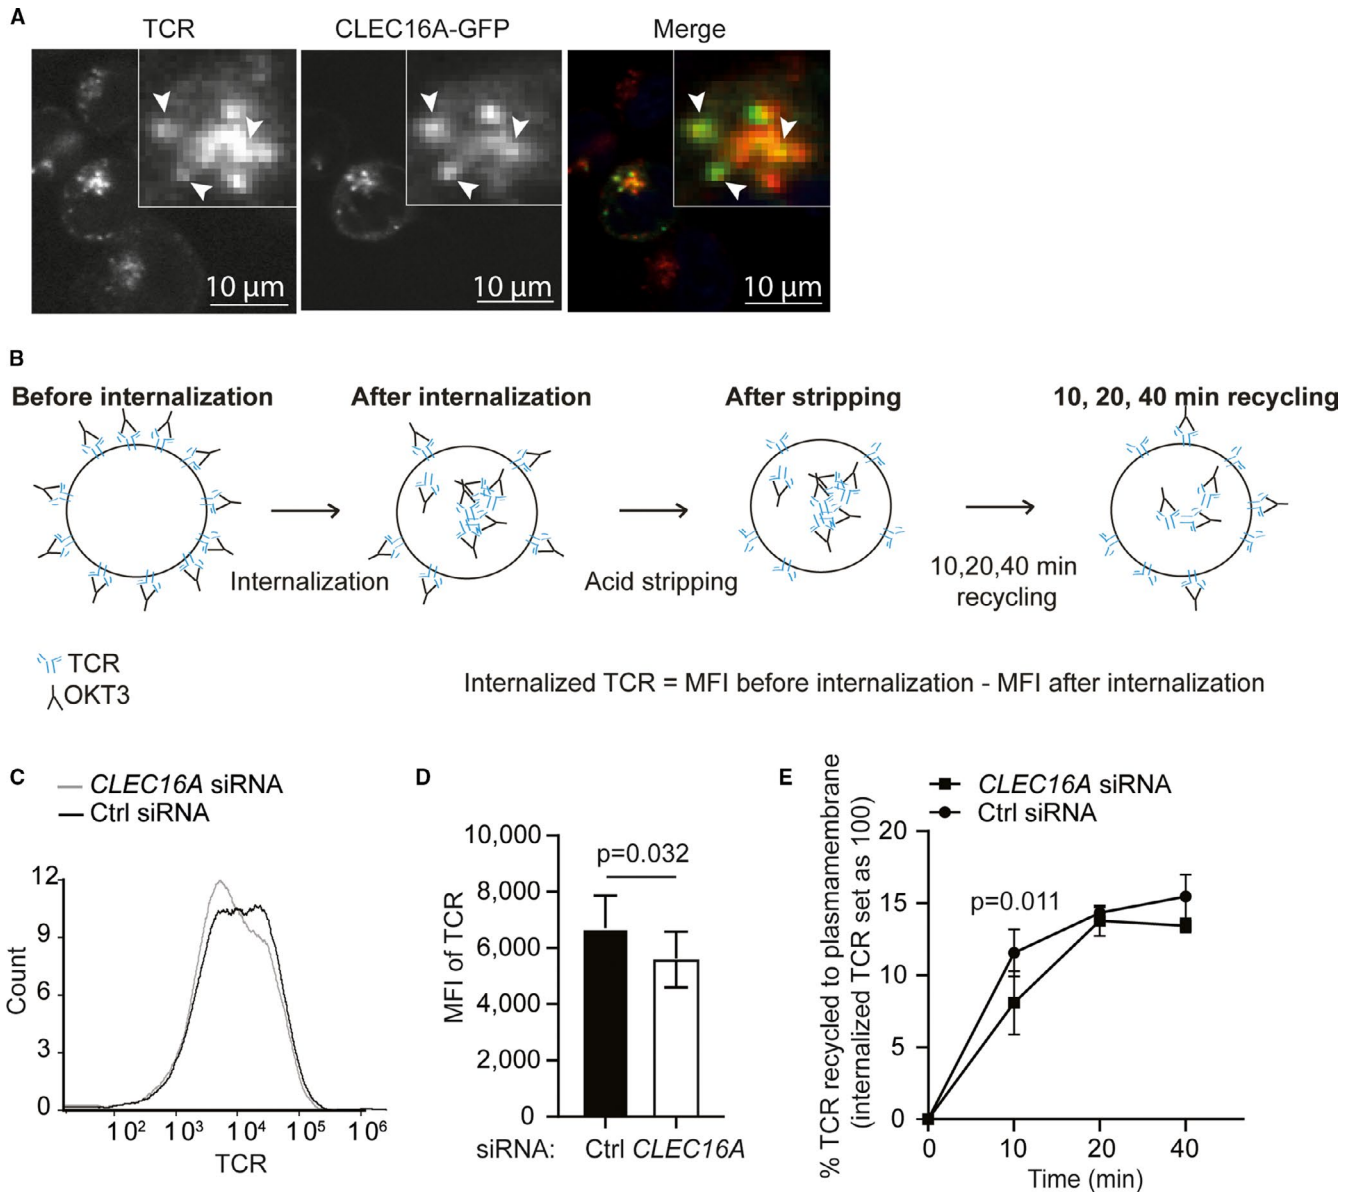 A
TCR
CLEC16A-GFP
Merge
10 μm
10 μm
10 μm
B
Before internalization
After internalization
After stripping
10, 20, 40 min recycling
Internalization
Acid stripping
10,20,40 min
recycling
TCR
OKT3
Internalized TCR = MFI before internalization - MFI after internalization
C
CLEC16A siRNA
Ctrl siRNA
Count
12
9
6
3
0
10²
10³
10⁴
10⁵
10⁶
TCR
D
MFI of TCR
10,000
8,000
6,000
4,000
2,000
0
p=0.032
siRNA: Ctrl CLEC16A
E
CLEC16A siRNA
Ctrl siRNA
% TCR recycled to plasmamembrane
(internalized TCR set as 100)
20
15
10
5
0
p=0.011
0 10 20 40
Time (min)